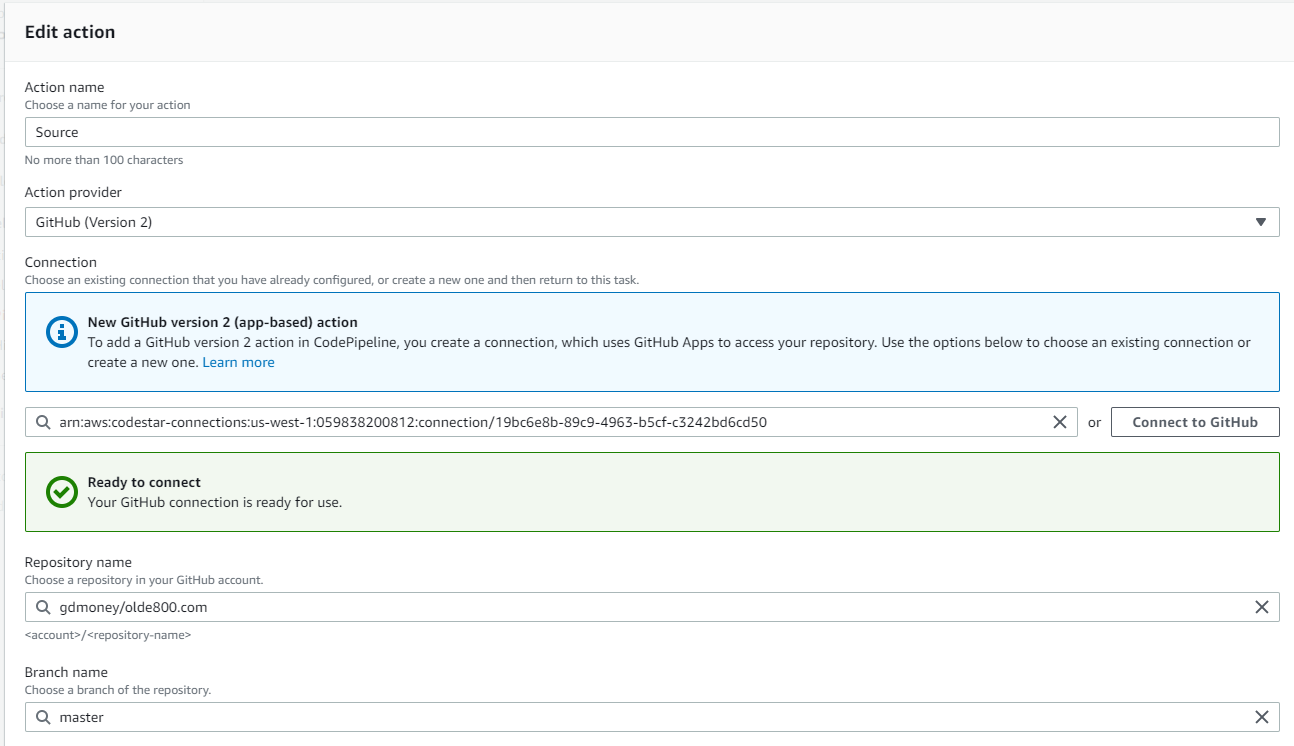 Edit action
Action name
Choose a name for your action
Source
No more than 100 characters
Action provider
GitHub (Version 2)
Connection
Choose an existing connection that you have already configured, or create a new one and then return to this task.
New GitHub version 2 (app-based) action
To add a GitHub version 2 action in CodePipeline, you create a connection, which uses GitHub Apps to access your repository. Use the options below to choose an existing connection or
create a new one. Learn more
arn:aws:codestar-connections:us-west-1:059838200812:connection/19bc6e8b-89c9-4963-b5cf-c3242bd6cd50
or
Connect to GitHub
Ready to connect
Your GitHub connection is ready for use.
Repository name
Choose a repository in your GitHub account.
gdmoney/olde800.com
<account>/<repository-name>
Branch name
Choose a branch of the repository.
master